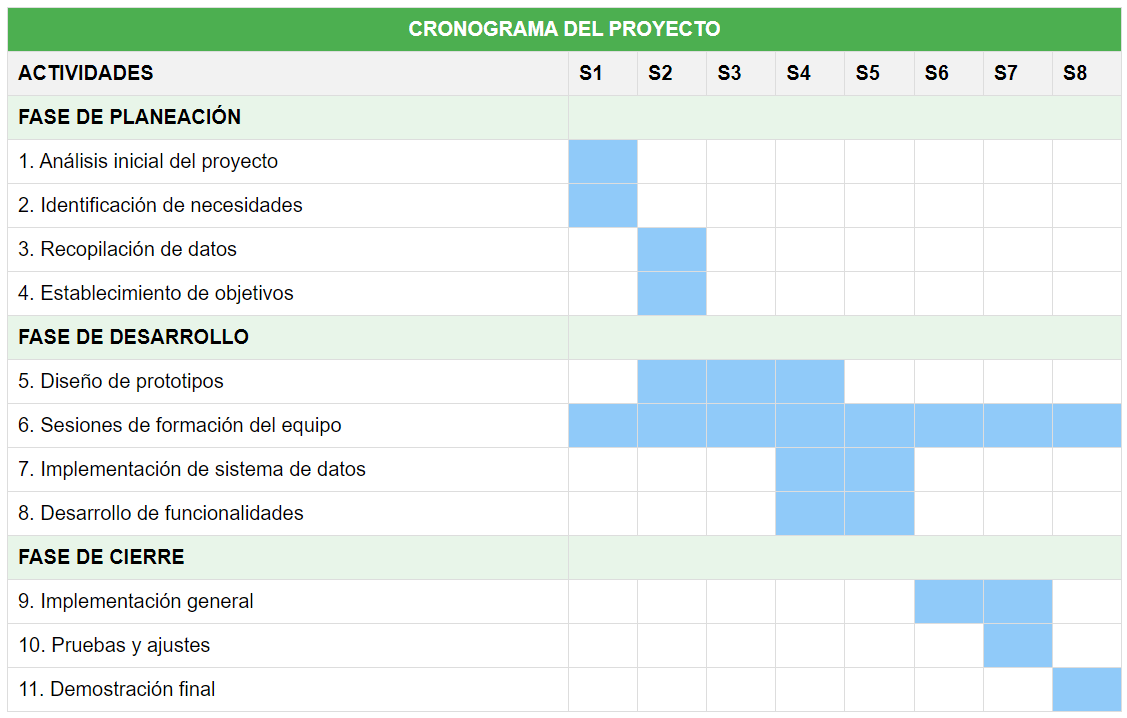 CRONOGRAMA DEL PROYECTO
ACTIVIDADES S1 S2 S3 S4 S5 S6 S7 S8
FASE DE PLANEACIÓN
1. Análisis inicial del proyecto
2. Identificación de necesidades
3. Recopilación de datos
4. Establecimiento de objetivos
FASE DE DESARROLLO
5. Diseño de prototipos
6. Sesiones de formación del equipo
7. Implementación de sistema de datos
8. Desarrollo de funcionalidades
FASE DE CIERRE
9. Implementación general
10. Pruebas y ajustes
11. Demostración final